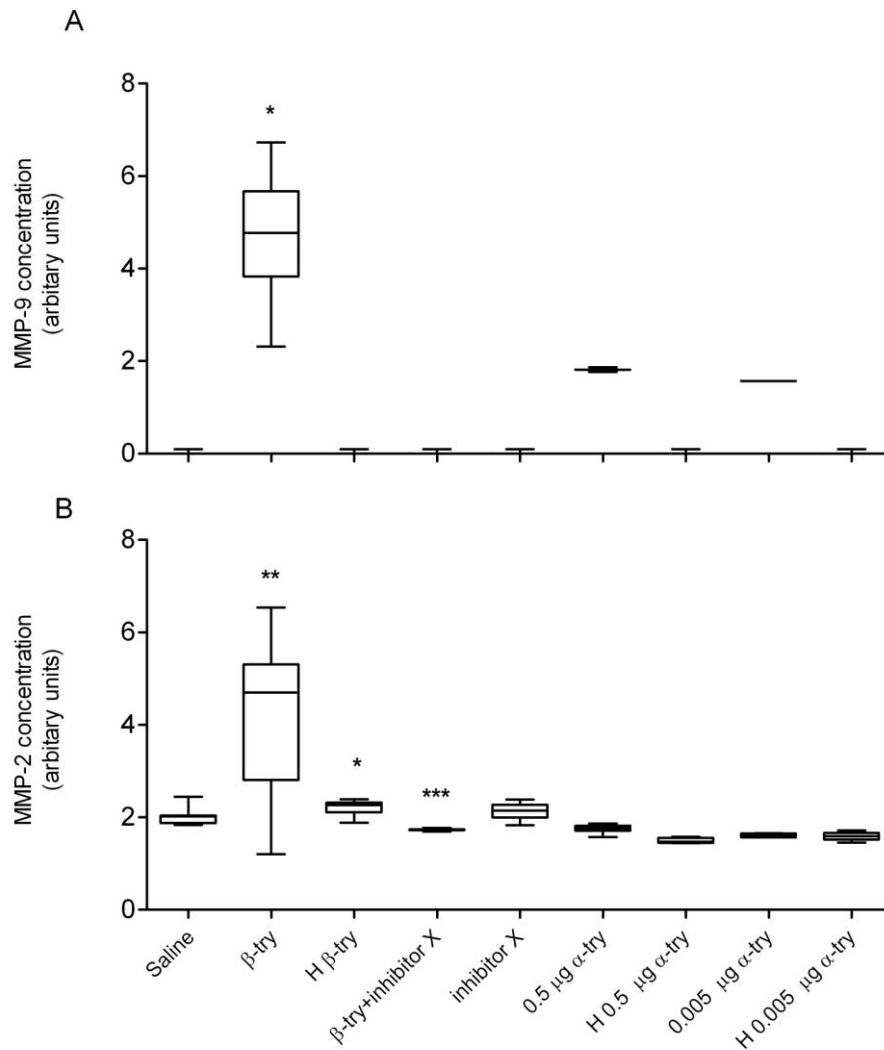 A
MMP-9 concentration
(arbitary units)
8
6
4
2
0
*
B
MMP-2 concentration
(arbitary units)
8
6
4
2
0
**
*
***
Saline
β-try
H β-try
β-try+inhibitor X
inhibitor X
0.5 μg α-try
H 0.5 μg α-try
0.005 μg α-try
H 0.005 μg α-try